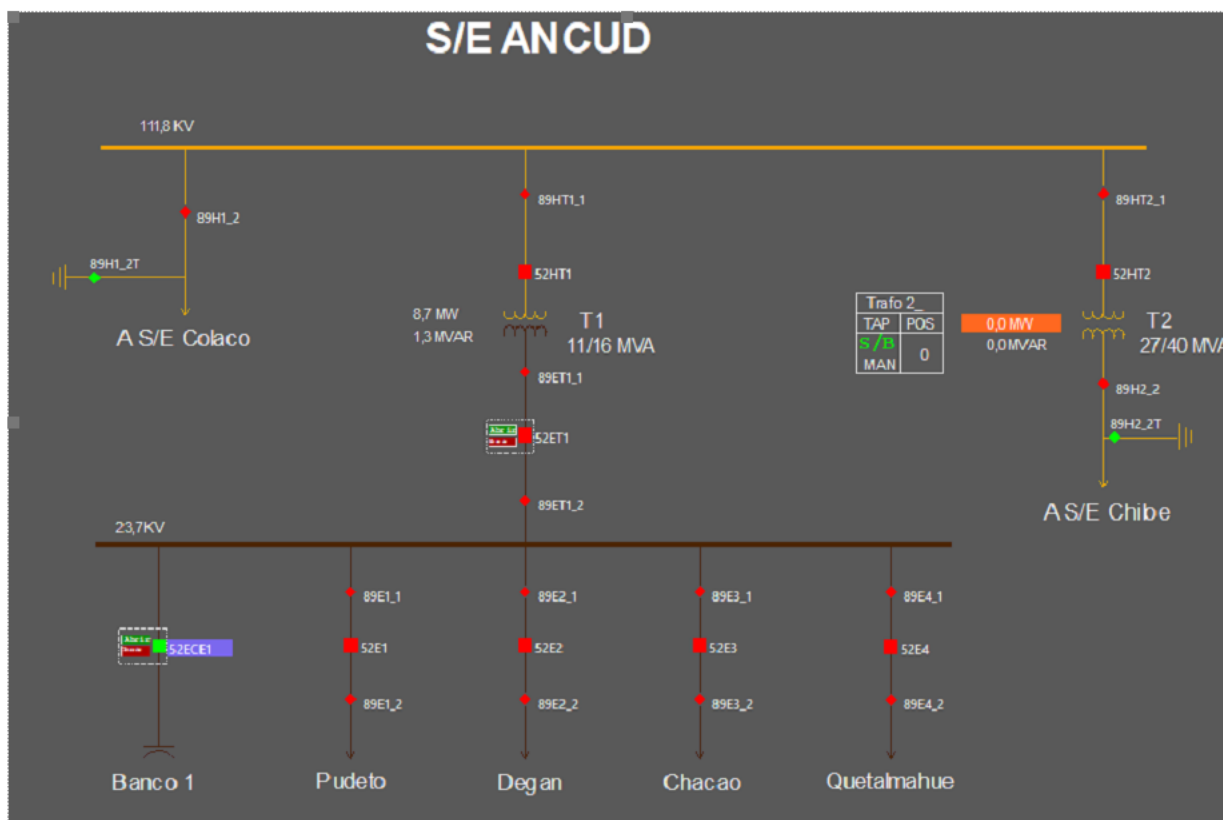 S/E ANCUD
111,8 KV
89H1_2
89HT1_1
89HT2_1
89H1_2T
52HT1
52HT2
A S/E Colaco
8,7 MW
1,3 MVAR
T1
11/16 MVA
Trafo 2_
TAP POS
S/B
MAN
0
0,0 MW
0,0 MVAR
T2
27/40 MVA
89ET1_1
89H2_2
89H2_2T
Abrir
52ET1
89ET1_2
A S/E Chibe
23,7KV
89E1_1
89E2_1
89E3_1
89E4_1
Abrir
52ECE1
52E1
52E2
52E3
52E4
89E1_2
89E2_2
89E3_2
89E4_2
Banco 1
Pudeto
Degan
Chacao
Quetalmahue